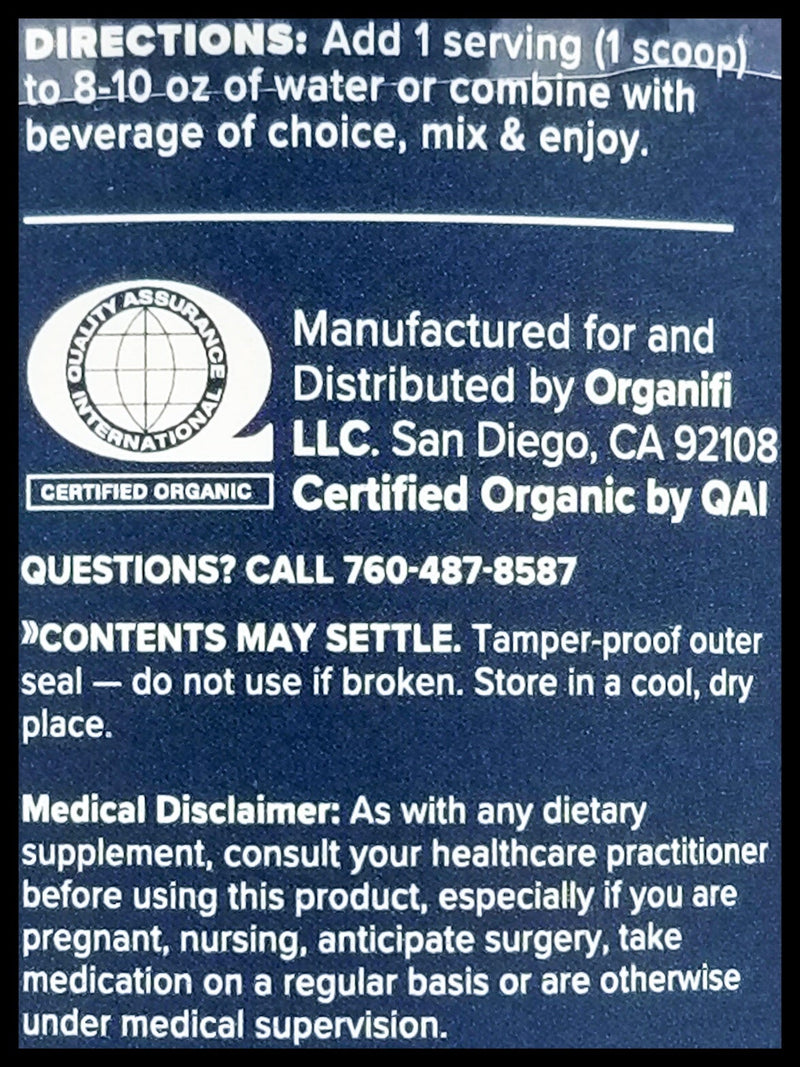 DIRECTIONS: Add 1 serving (1 scoop)
to 8-10 oz of water or combine with
beverage of choice, mix & enjoy.
QUALITY ASSURANCE
INTERNATIONAL
CERTIFIED ORGANIC
Manufactured for and
Distributed by Organifi
LLC. San Diego, CA 92108
Certified Organic by QAI
QUESTIONS? CALL 760-487-8587
»CONTENTS MAY SETTLE. Tamper-proof outer
seal — do not use if broken. Store in a cool, dry
place.
Medical Disclaimer: As with any dietary
supplement, consult your healthcare practitioner
before using this product, especially if you are
pregnant, nursing, anticipate surgery, take
medication on a regular basis or are otherwise
under medical supervision.